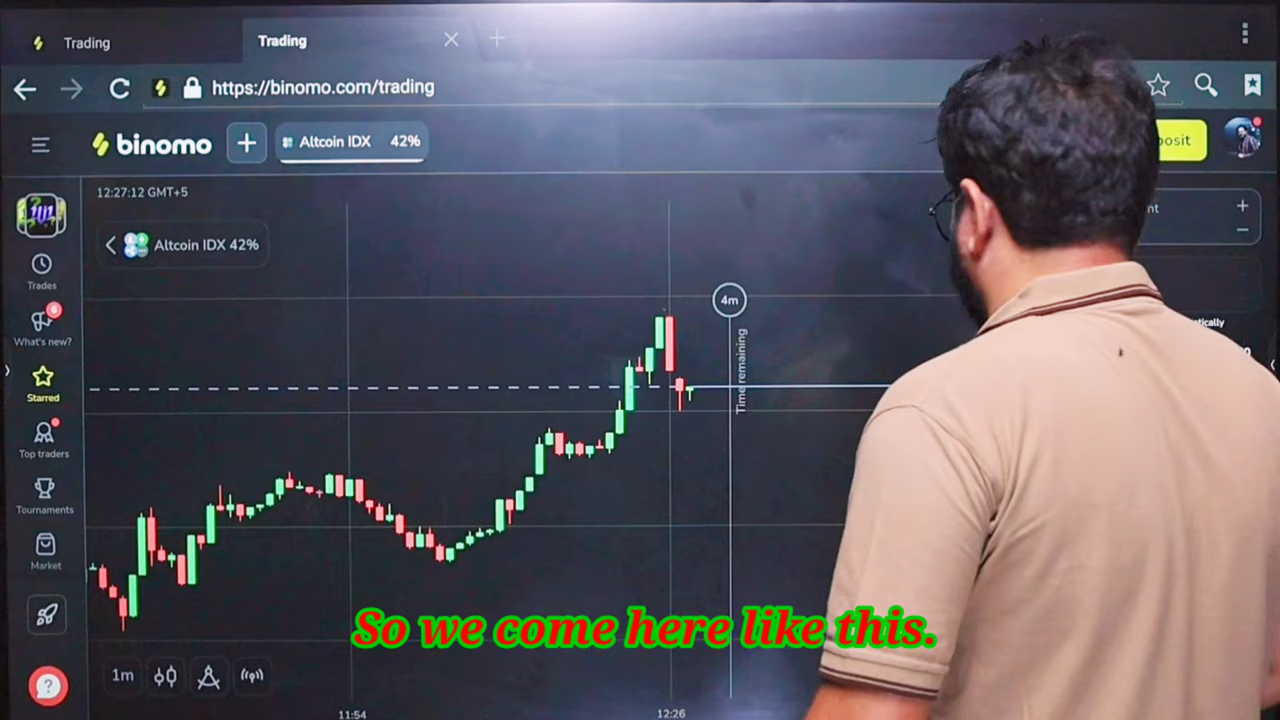 Trading
Trading
https://binomo.com/trading
binomo
+
Altcoin IDX 42%
12:27:12 GMT+5
Altcoin IDX 42%
Trades
6
What's new?
Starred
Top traders
Tournaments
Market
4m
Time remaining
So we come here like this.
1m
11:54
12:26